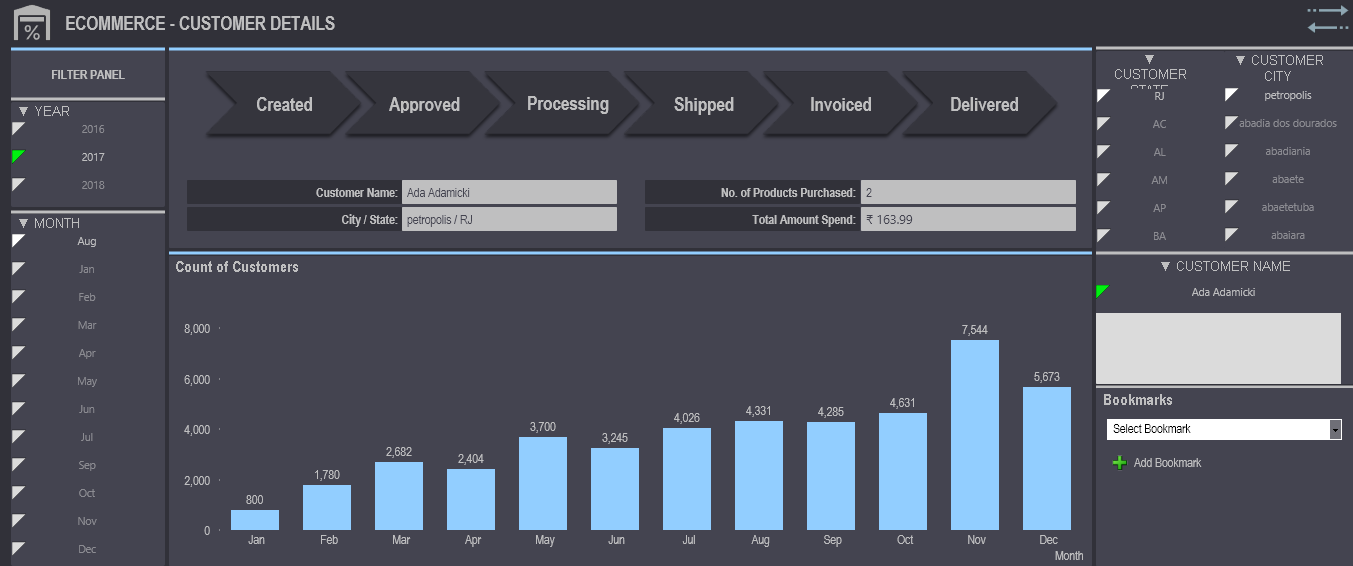 %
ECOMMERCE - CUSTOMER DETAILS
FILTER PANEL
▼ YEAR
2016
2017
2018
▼ MONTH
Aug
Jan
Feb
Mar
Apr
May
Jun
Jul
Sep
Oct
Nov
Dec
Created
Approved
Processing
Shipped
Invoiced
Delivered
Customer Name: Ada Adamicki
City / State: petropolis / RJ
No. of Products Purchased: 2
Total Amount Spend: ₹ 163.99
Count of Customers
8,000
6,000
4,000
2,000
0
800
1,780
2,682
2,404
3,700
3,245
4,026
4,331
4,285
4,631
7,544
5,673
Jan
Feb
Mar
Apr
May
Jun
Jul
Aug
Sep
Oct
Nov
Dec
Month
▼
CUSTOMER
STATE
RJ
AC
AL
AM
AP
BA
▼ CUSTOMER
CITY
petropolis
abadia dos dourados
abadiania
abaete
abaetetuba
abaiara
▼ CUSTOMER NAME
Ada Adamicki
Bookmarks
Select Bookmark
Add Bookmark